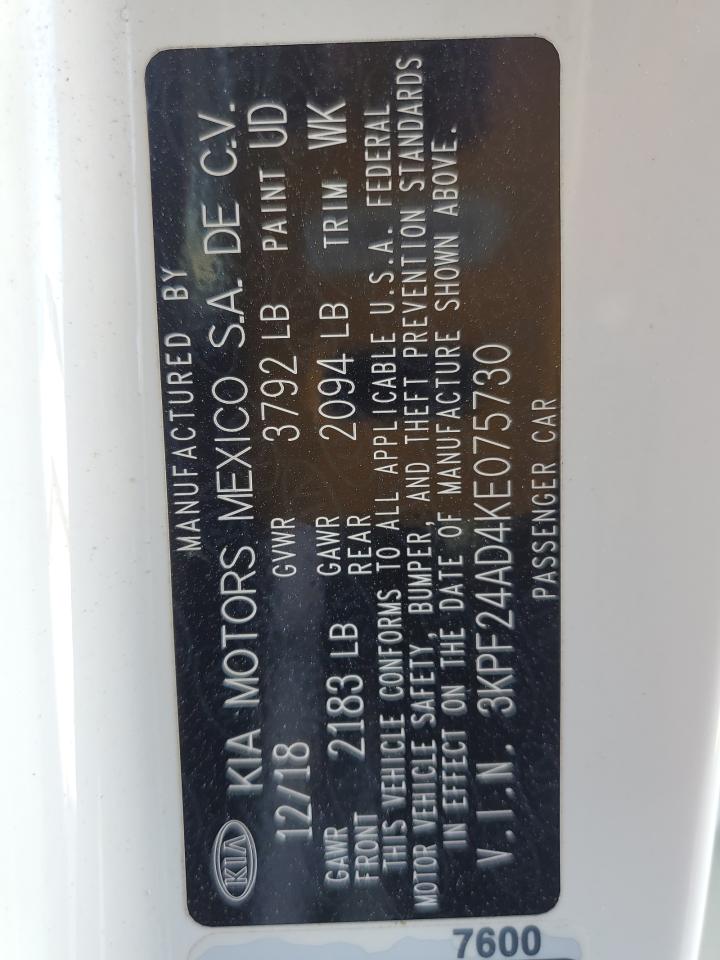 MANUFACTURED BY
KIA KIA MOTORS MEXICO S.A. DE C.V.
12/18 GVWR 3792 LB PAINT UD
GAWR FRONT 2183 LB GAWR REAR 2094 LB TRIM WK
THIS VEHICLE CONFORMS TO ALL APPLICABLE U.S.A. FEDERAL
MOTOR VEHICLE SAFETY, BUMPER, AND THEFT PREVENTION STANDARDS
IN EFFECT ON THE DATE OF MANUFACTURE SHOWN ABOVE.
V.I.N. 3KPF24AD4KE075730
PASSENGER CAR
7600